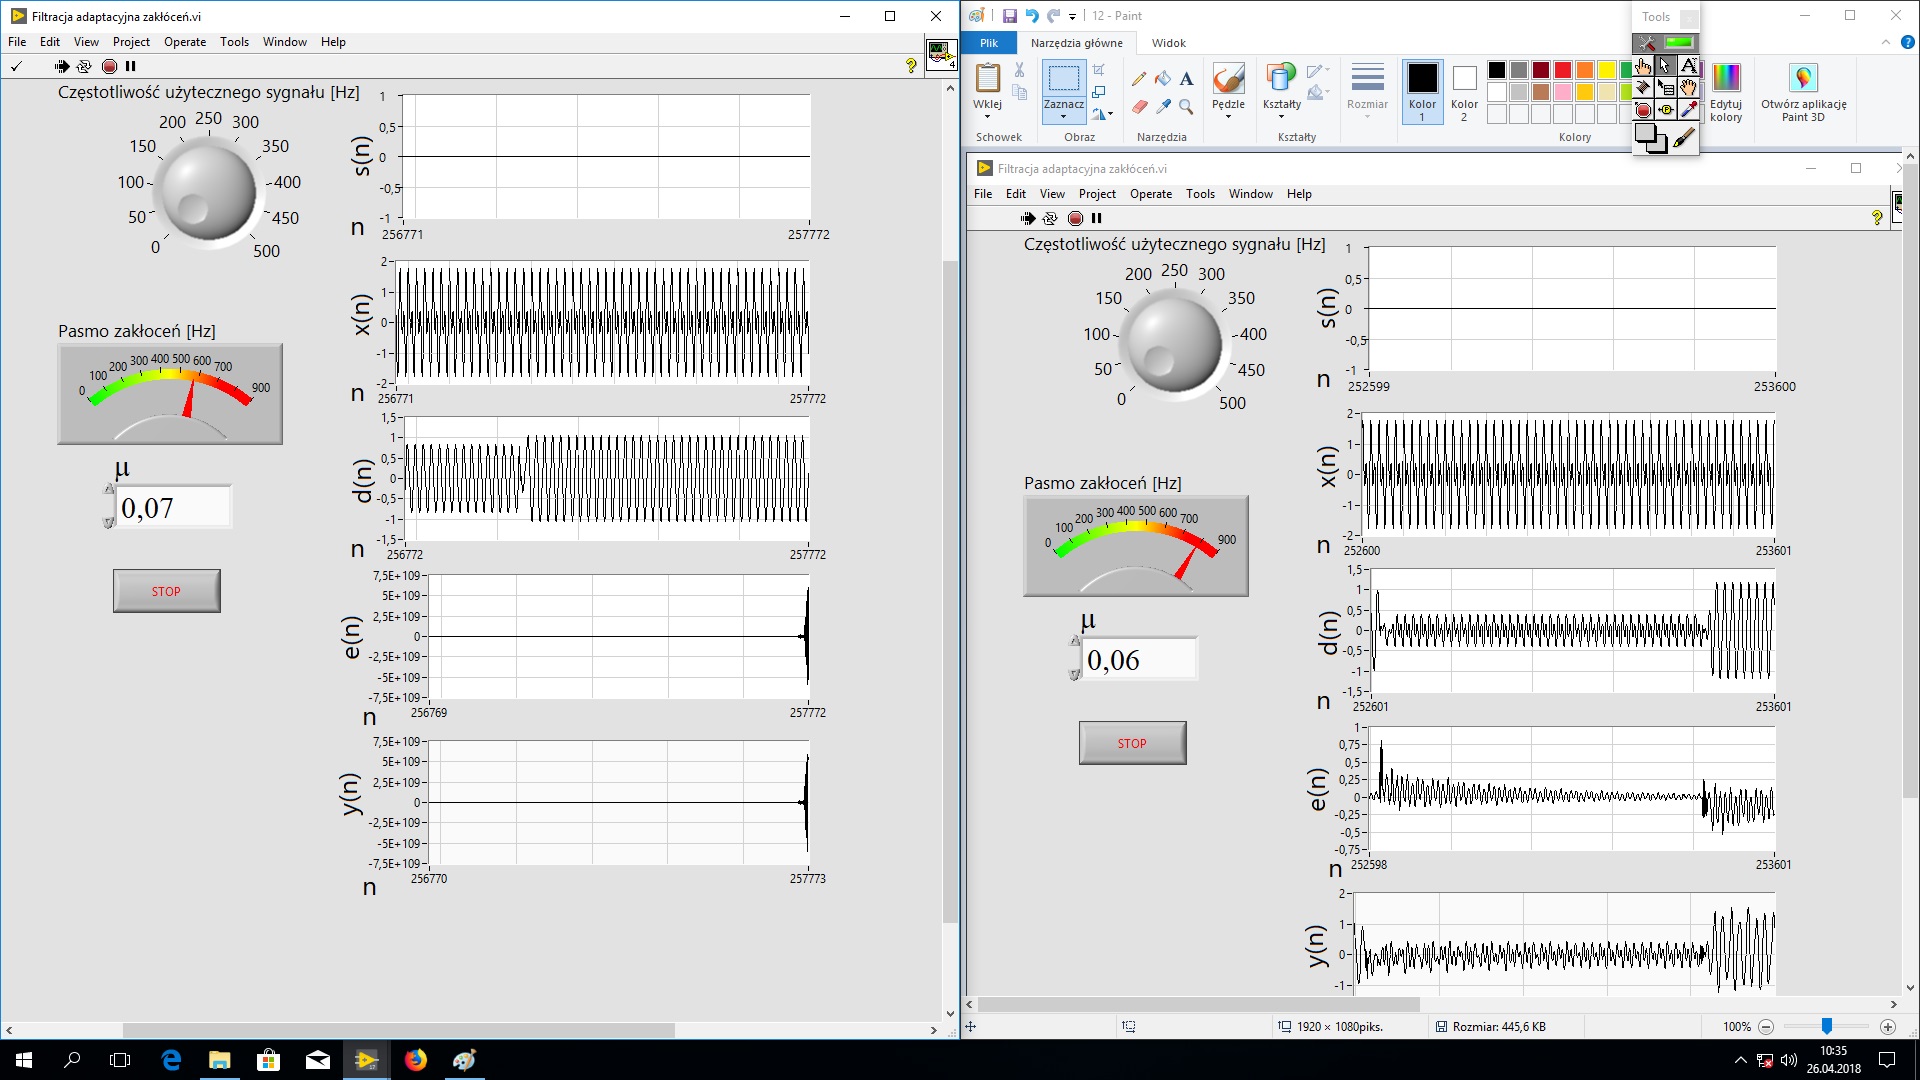 Filtracja adaptacyjna zakłóceń.vi
File Edit View Project Operate Tools Window Help
4
Częstotliwość użytecznego sygnału [Hz]
0 50 100 150 200 250 300 350 400 450 500
Pasmo zakłoceń [Hz]
0 100 200 300 400 500 600 700 900
μ
0,07
STOP
s(n)
1
0,5
0
-0,5
-1
n
256771 257772
x(n)
2
1
0
-1
-2
n
256771 257772
d(n)
1,5
1
0,5
0
-0,5
-1
-1,5
n
256772 257772
e(n)
7,5E+109
5E+109
2,5E+109
0
-2,5E+109
-5E+109
-7,5E+109
n
256769 257772
y(n)
7,5E+109
5E+109
2,5E+109
0
-2,5E+109
-5E+109
-7,5E+109
n
256770 257773
12 - Paint
Tools
Plik Narzędzia główne Widok
Wklej
Schowek
Zaznacz
Obraz
A
Narzędzia
Pędzle
Kształty
Kształty
Rozmiar
Kolor 1
Kolor 2
Kolory
Edytuj kolory
Otwórz aplikację Paint 3D
Filtracja adaptacyjna zakłóceń.vi
File Edit View Project Operate Tools Window Help
Częstotliwość użytecznego sygnału [Hz]
0 50 100 150 200 250 300 350 400 450 500
Pasmo zakłoceń [Hz]
0 100 200 300 400 500 600 700 900
μ
0,06
STOP
s(n)
1
0,5
0
-0,5
-1
n
252599 253600
x(n)
2
1
0
-1
-2
n
252600 253601
d(n)
1,5
1
0,5
0
-0,5
-1
-1,5
n
252601 253601
e(n)
1
0,75
0,5
0,25
0
-0,25
-0,5
-0,75
n
252598 253601
y(n)
2
1
0
-1
1920 × 1080piks.
Rozmiar: 445,6 KB
100%
10:35
26.04.2018